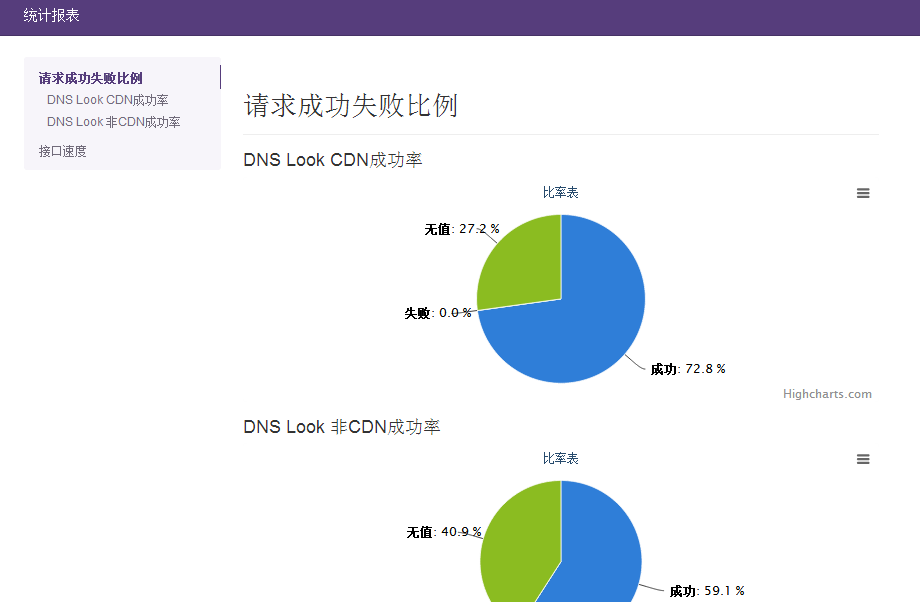 统计报表
请求成功失败比例
DNS Look CDN成功率
DNS Look 非CDN成功率
接口速度
请求成功失败比例
DNS Look CDN成功率
比率表
无值: 27.2 %
失败: 0.0 %
成功: 72.8 %
Highcharts.com
DNS Look 非CDN成功率
比率表
无值: 40.9 %
成功: 59.1 %